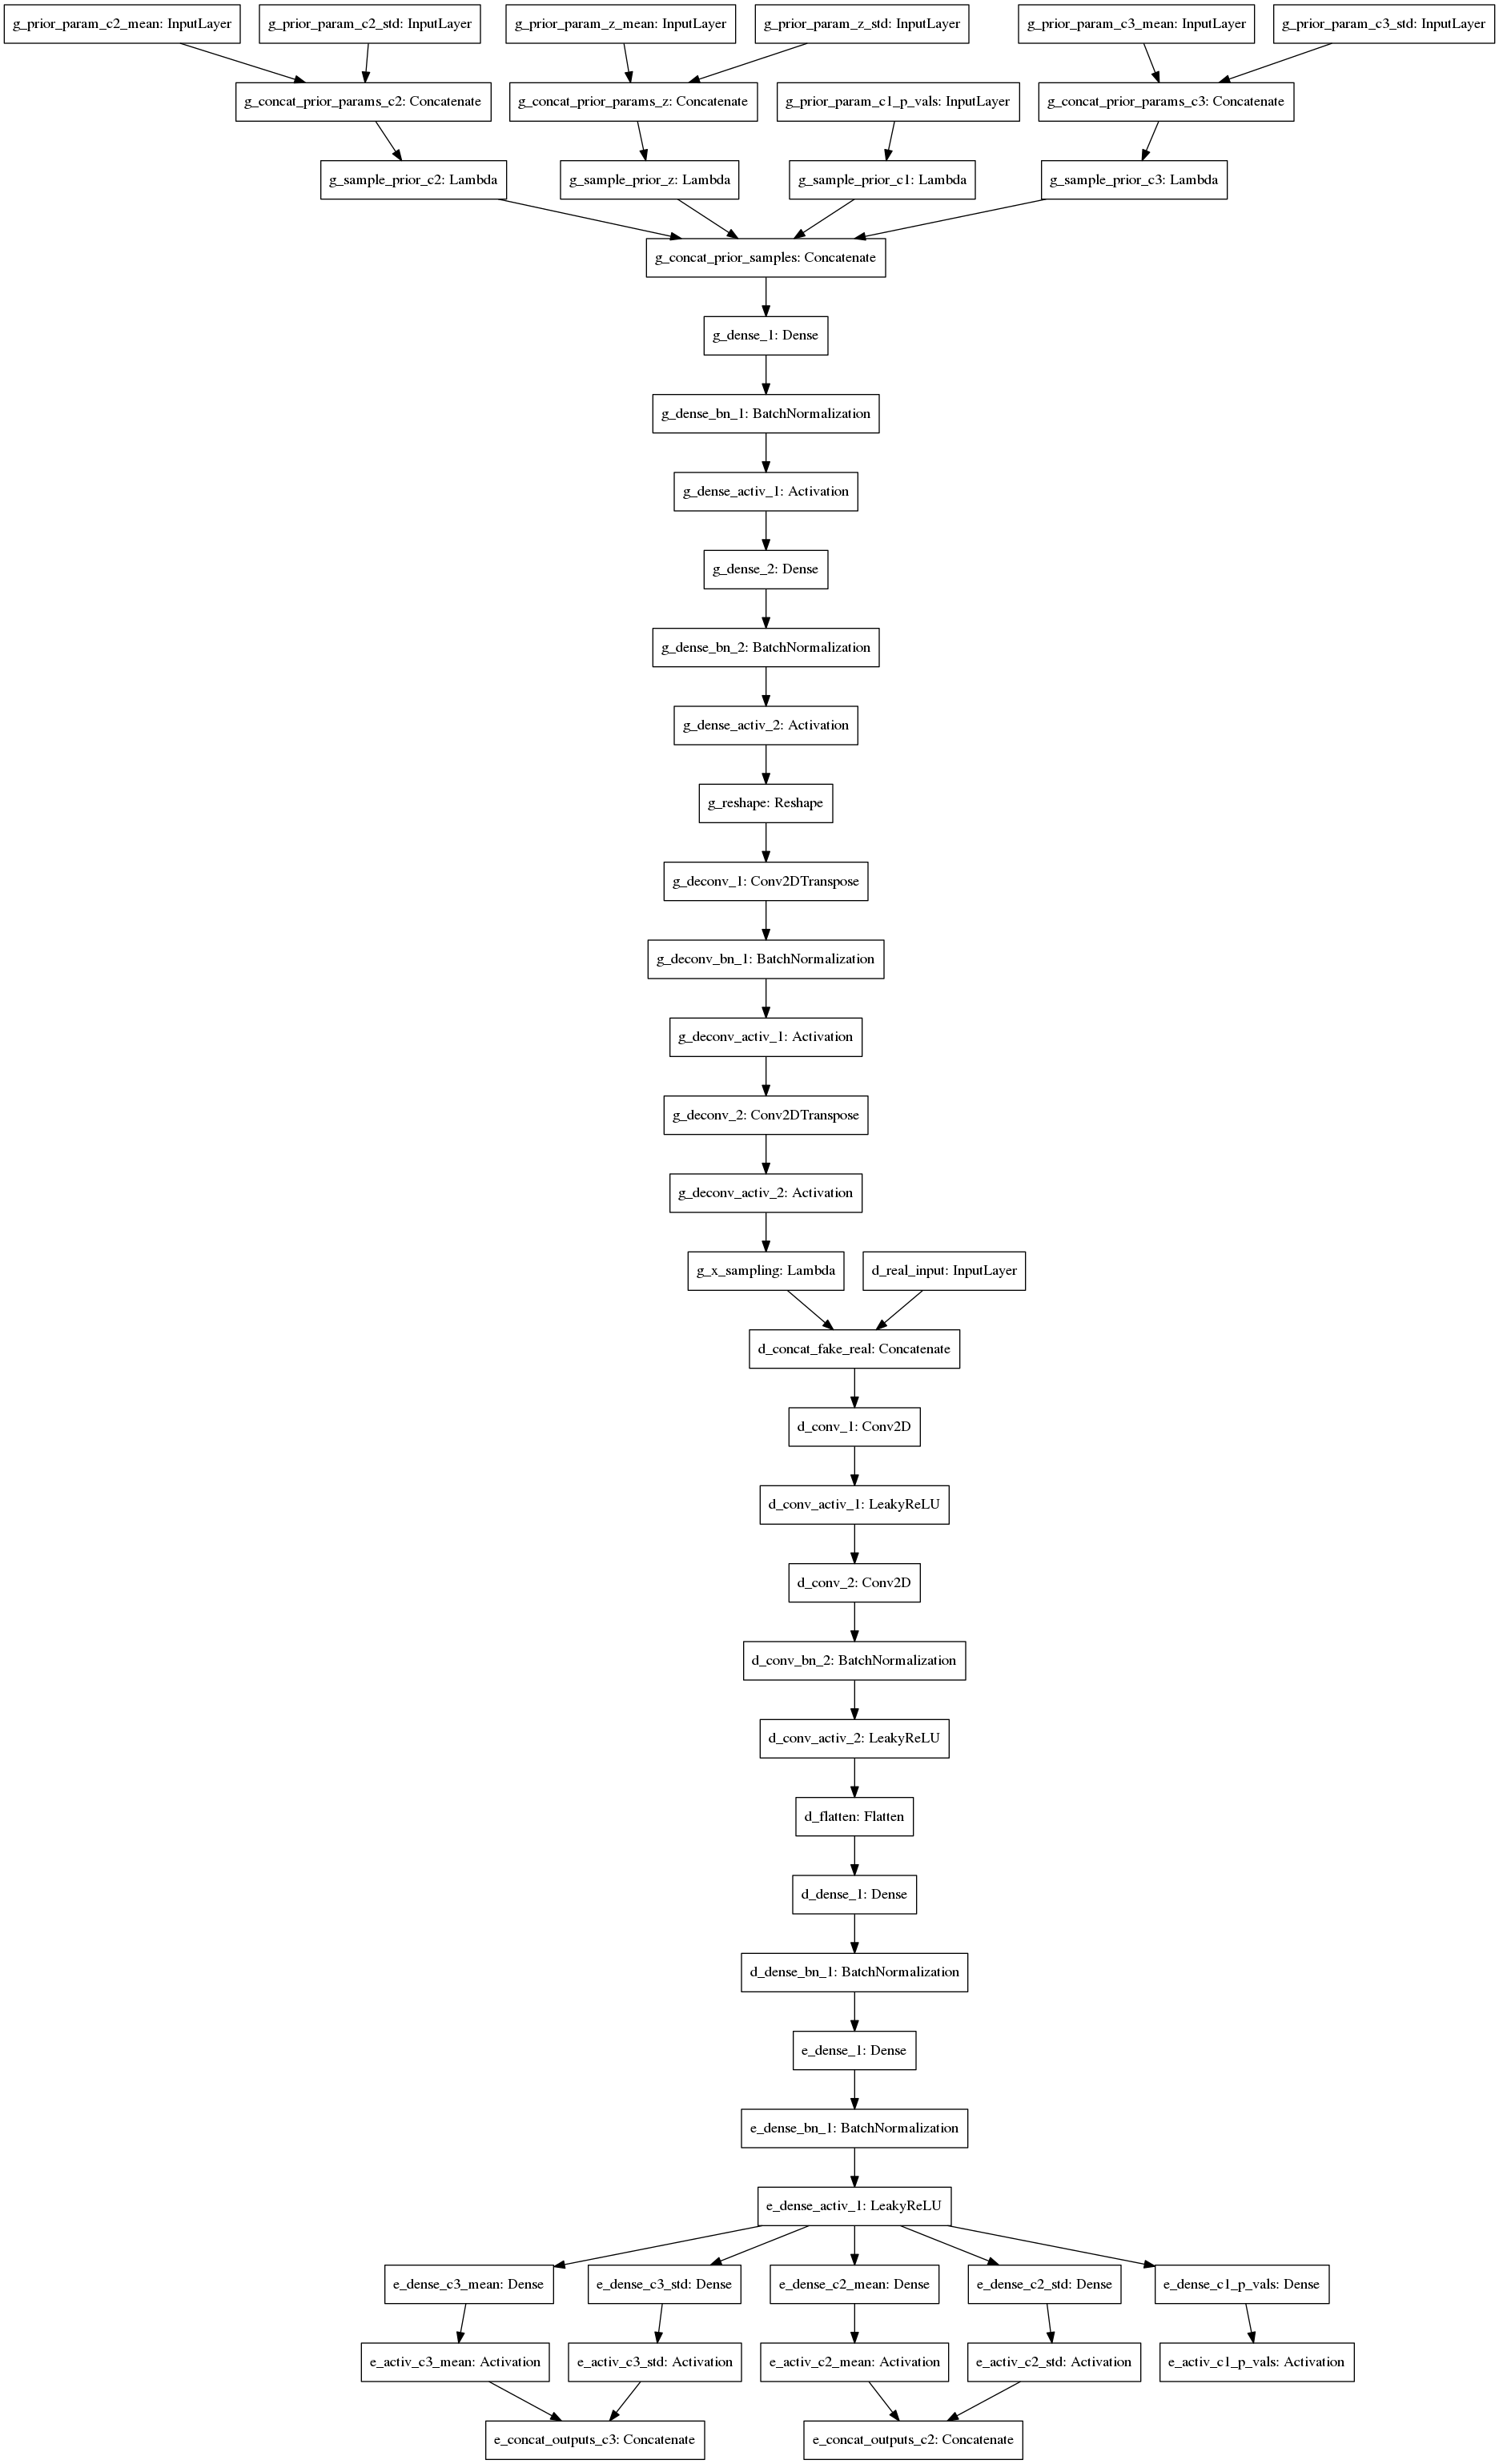 g_prior_param_c2_mean: InputLayer
g_prior_param_c2_std: InputLayer
g_prior_param_z_mean: InputLayer
g_prior_param_z_std: InputLayer
g_prior_param_c3_mean: InputLayer
g_prior_param_c3_std: InputLayer
g_concat_prior_params_c2: Concatenate
g_concat_prior_params_z: Concatenate
g_prior_param_c1_p_vals: InputLayer
g_concat_prior_params_c3: Concatenate
g_sample_prior_c2: Lambda
g_sample_prior_z: Lambda
g_sample_prior_c1: Lambda
g_sample_prior_c3: Lambda
g_concat_prior_samples: Concatenate
g_dense_1: Dense
g_dense_bn_1: BatchNormalization
g_dense_activ_1: Activation
g_dense_2: Dense
g_dense_bn_2: BatchNormalization
g_dense_activ_2: Activation
g_reshape: Reshape
g_deconv_1: Conv2DTranspose
g_deconv_bn_1: BatchNormalization
g_deconv_activ_1: Activation
g_deconv_2: Conv2DTranspose
g_deconv_activ_2: Activation
g_x_sampling: Lambda
d_real_input: InputLayer
d_concat_fake_real: Concatenate
d_conv_1: Conv2D
d_conv_activ_1: LeakyReLU
d_conv_2: Conv2D
d_conv_bn_2: BatchNormalization
d_conv_activ_2: LeakyReLU
d_flatten: Flatten
d_dense_1: Dense
d_dense_bn_1: BatchNormalization
e_dense_1: Dense
e_dense_bn_1: BatchNormalization
e_dense_activ_1: LeakyReLU
e_dense_c3_mean: Dense
e_dense_c3_std: Dense
e_dense_c2_mean: Dense
e_dense_c2_std: Dense
e_dense_c1_p_vals: Dense
e_activ_c3_mean: Activation
e_activ_c3_std: Activation
e_activ_c2_mean: Activation
e_activ_c2_std: Activation
e_activ_c1_p_vals: Activation
e_concat_outputs_c3: Concatenate
e_concat_outputs_c2: Concatenate